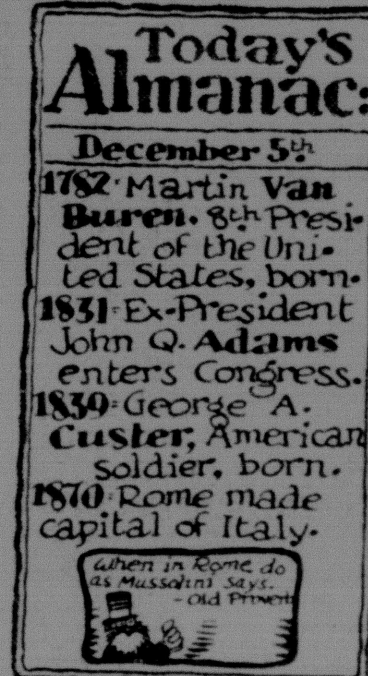 Today's
Almanac:
December 5th
1782-Martin Van
Buren, 8th Presi-
dent of the Uni-
ted States, born.
1831-Ex-President
John Q. Adams
enters Congress.
1839-George A.
Custer, American
soldier, born.
1870-Rome made
capital of Italy.
When in Rome do
as Mussolini says.
- Old Proverb